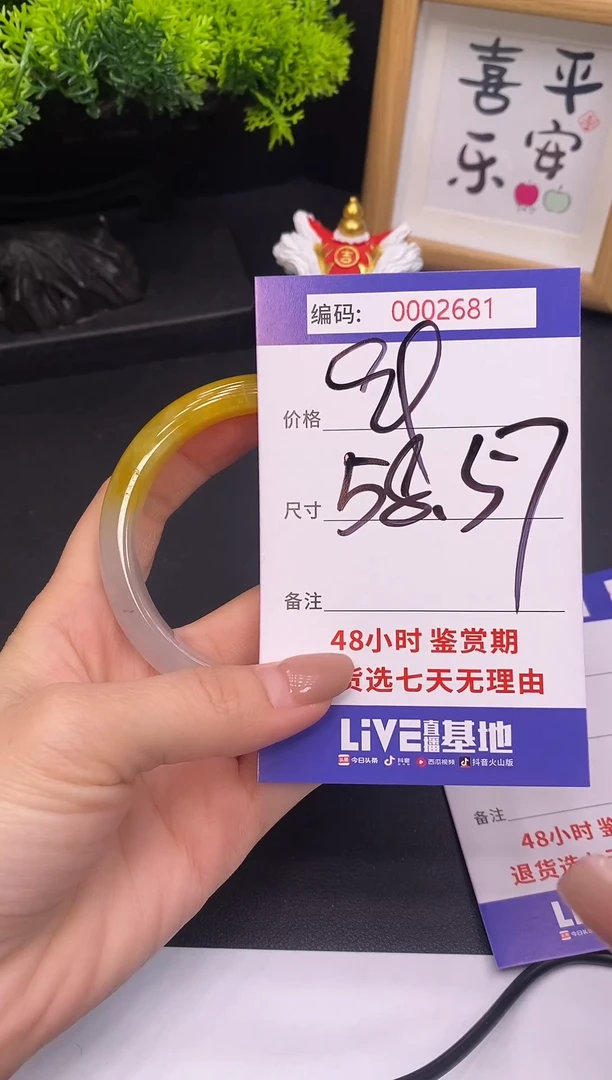 喜 平
乐 安
吉
编码: 0002681
价格
尺寸 58.57
备注
48小时 鉴赏期
货选七天无理由
LiVE直播基地
今日头条 抖音 西瓜视频 抖音火山版
备注
48小时 鉴
退货选